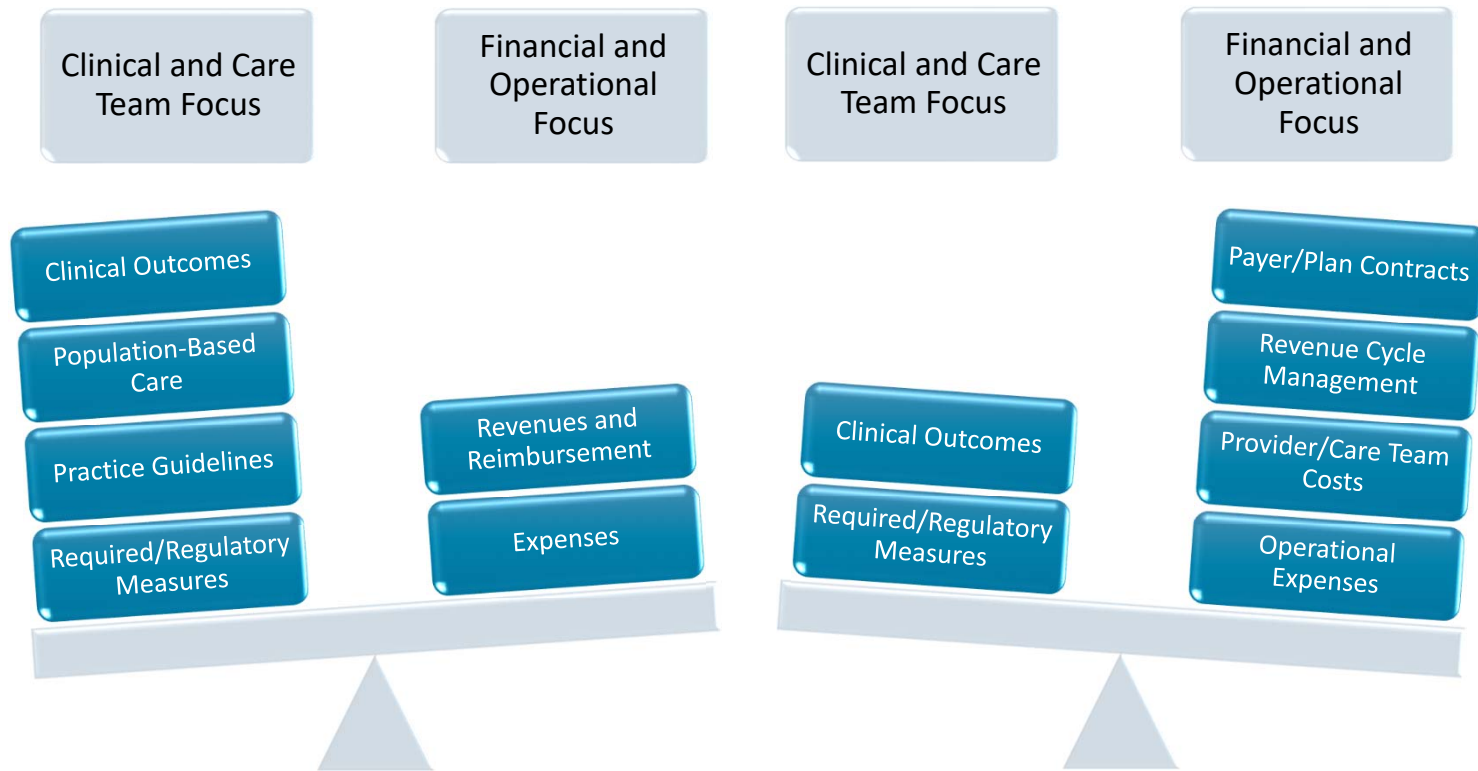 Clinical and Care
Team Focus
Financial and
Operational
Focus
Clinical and Care
Team Focus
Financial and
Operational
Focus
Clinical Outcomes
Population-Based
Care
Practice Guidelines
Required/Regulatory
Measures
Revenues and
Reimbursement
Expenses
Clinical Outcomes
Required/Regulatory
Measures
Payer/Plan Contracts
Revenue Cycle
Management
Provider/Care Team
Costs
Operational
Expenses